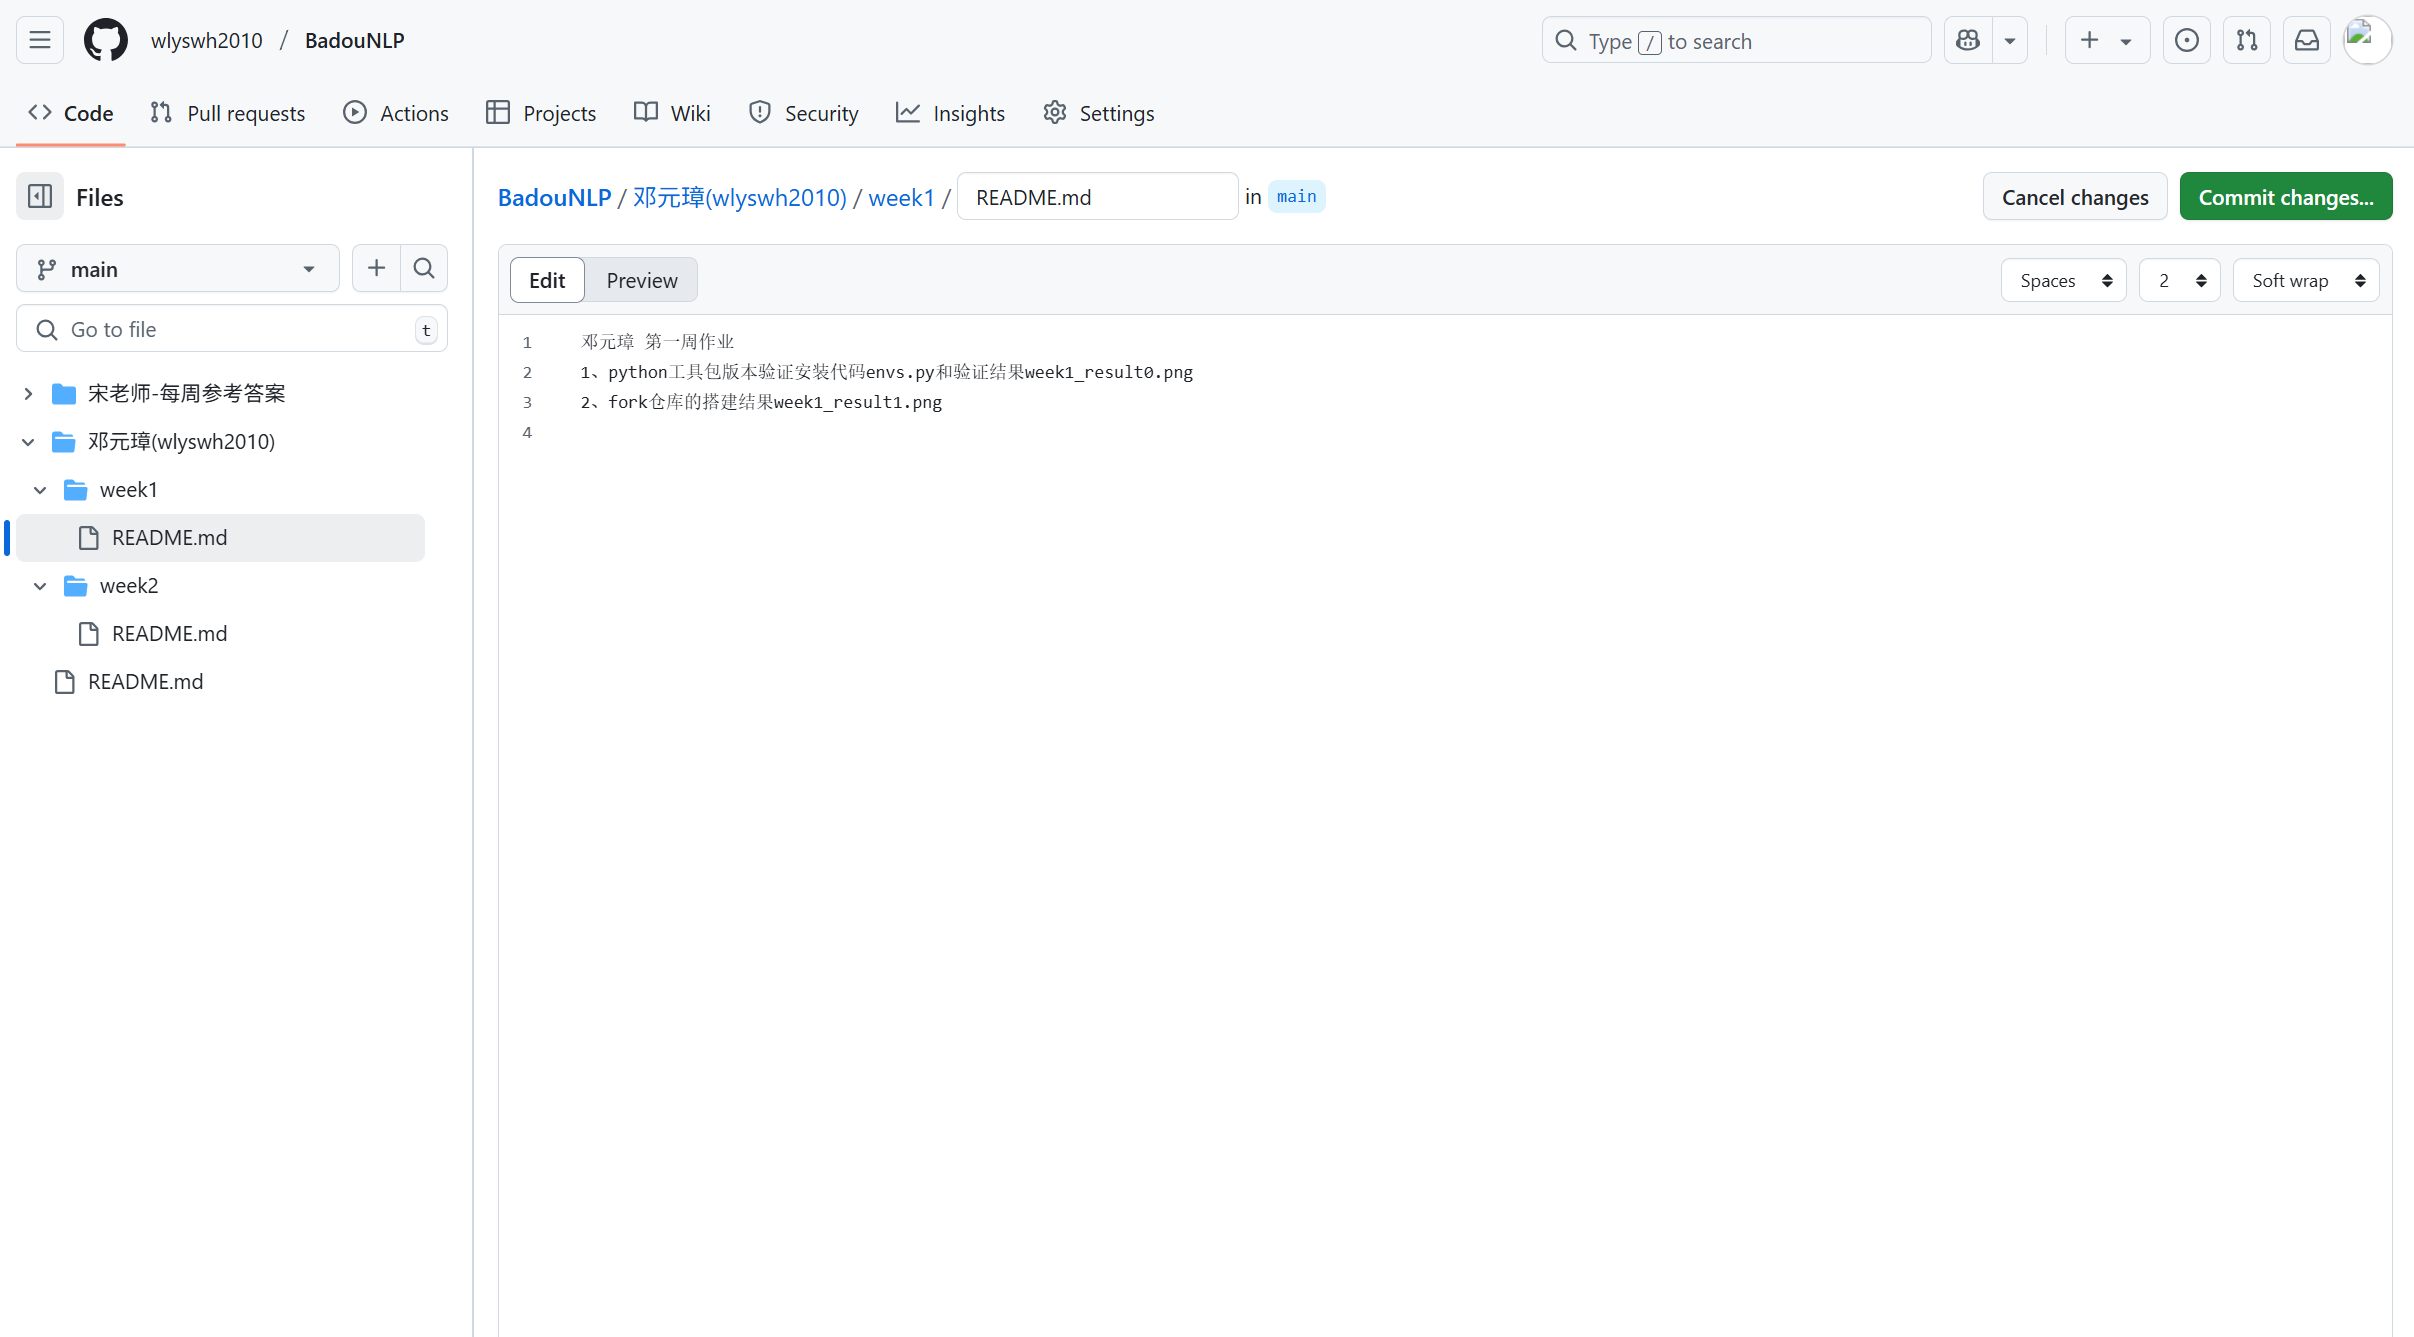 wlyswh2010 / BadouNLP
Type / to search
Code Pull requests Actions Projects Wiki Security Insights Settings
Files
main
Go to file t
宋老师-每周参考答案
邓元璋(wlyswh2010)
week1
README.md
week2
README.md
README.md
BadouNLP / 邓元璋(wlyswh2010) / week1 / README.md in main
Cancel changes Commit changes...
Edit Preview
Spaces 2 Soft wrap
1 邓元璋 第一周作业
2 1、python工具包版本验证安装代码envs.py和验证结果week1_result0.png
3 2、fork仓库的搭建结果week1_result1.png
4